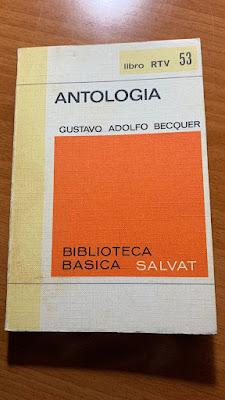 libro RTV 53
ANTOLOGIA
GUSTAVO ADOLFO BECQUER
BIBLIOTECA
BASICA SALVAT